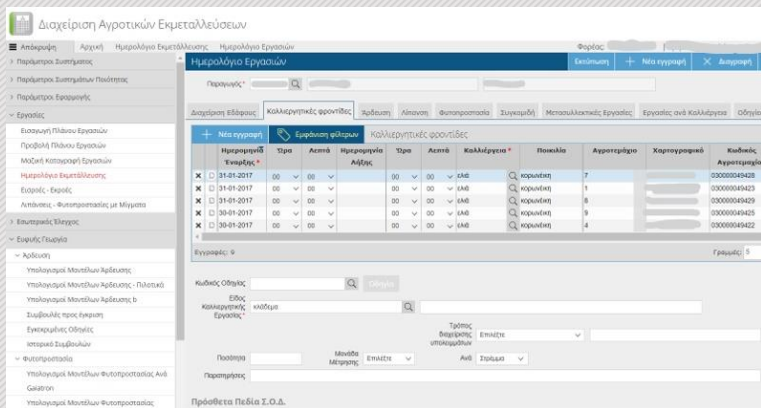 Διαχείριση Αγροτικών Εκμεταλλεύσεων
Απόκρυψη Αρχική Ημερολόγιο Εκμετάλλευσης Ημερολόγιο Εργασιών Φορέας:
> Παράμετροι Συστήματος
> Παράμετροι Συστημάτων Ποιότητας
> Παράμετροι Εφαρμογής
Εργασίες
Εισαγωγή Πλάνου Εργασιών
Προβολή Πλάνου Εργασιών
Μαζική Καταγραφή Εργασιών
Ημερολόγιο Εκμετάλλευσης
Εισροές - Εκροές
Λιπάνσεις - Φυτοπροστασίες με Μίγματα
> Εσωτερικός Έλεγχος
Ευφυής Γεωργία
Άρδευση
Υπολογισμοί Μοντέλων Άρδευσης
Υπολογισμοί Μοντέλων Άρδευσης - Πιλοτικά
Υπολογισμοί Μοντέλων Άρδευσης b
Συμβουλές προς έγκριση
Εγκεκριμένες Οδηγίες
Ιστορικό Συμβουλών
Φυτοπροστασία
Υπολογισμοί Μοντέλων Φυτοπροστασίας Ανά
Gaiatron
Υπολογισμοί Μοντέλων Φυτοπροστασίας
Ημερολόγιο Εργασιών Εκτύπωση + Νέα εγγραφή X Διαγραφή
Παραγωγός *
Διαχείριση Εδάφους Καλλιεργητικές φροντίδες Άρδευση Λίπανση Φυτοπροστασία Συγκομιδή Μετασυλλεκτικές Εργασίες Εργασίες ανά Καλλιέργεια Οδηγίε
+ Νέα εγγραφή Εμφάνιση φίλτρων Καλλιεργητικές φροντίδες
Ημερομηνία Έναρξης * Ώρα Λεπτά Ημερομηνία Λήξης Ώρα Λεπτά Καλλιέργεια * Ποικιλία Αγροτεμάχιο Χαρτογραφικό Κωδικός Αγροτεμαχίο
31-01-2017 00 00 00 00 ελιά κορωνέικη 7 030000049428
31-01-2017 00 00 00 00 ελιά κορωνέικη 1 030000049423
31-01-2017 00 00 00 00 ελιά κορωνέικη 8 030000049429
30-01-2017 00 00 00 00 ελιά κορωνέικη 9 030000049425
30-01-2017 00 00 00 00 ελιά κορωνέικη 4 030000049422
Εγγραφές: 9 Γραμμές: 5
Κωδικός Οδηγίας Οδηγία
Είδος Καλλιεργητικής Εργασίας * κλάδεμα
Τρόπος διαχείρισης υπολειμμάτων Επιλέξτε
Ποσότητα Μονάδα Μέτρησης Επιλέξτε Ανά Στρέμμα
Παρατηρήσεις
Πρόσθετα Πεδία Σ.Ο.Δ.